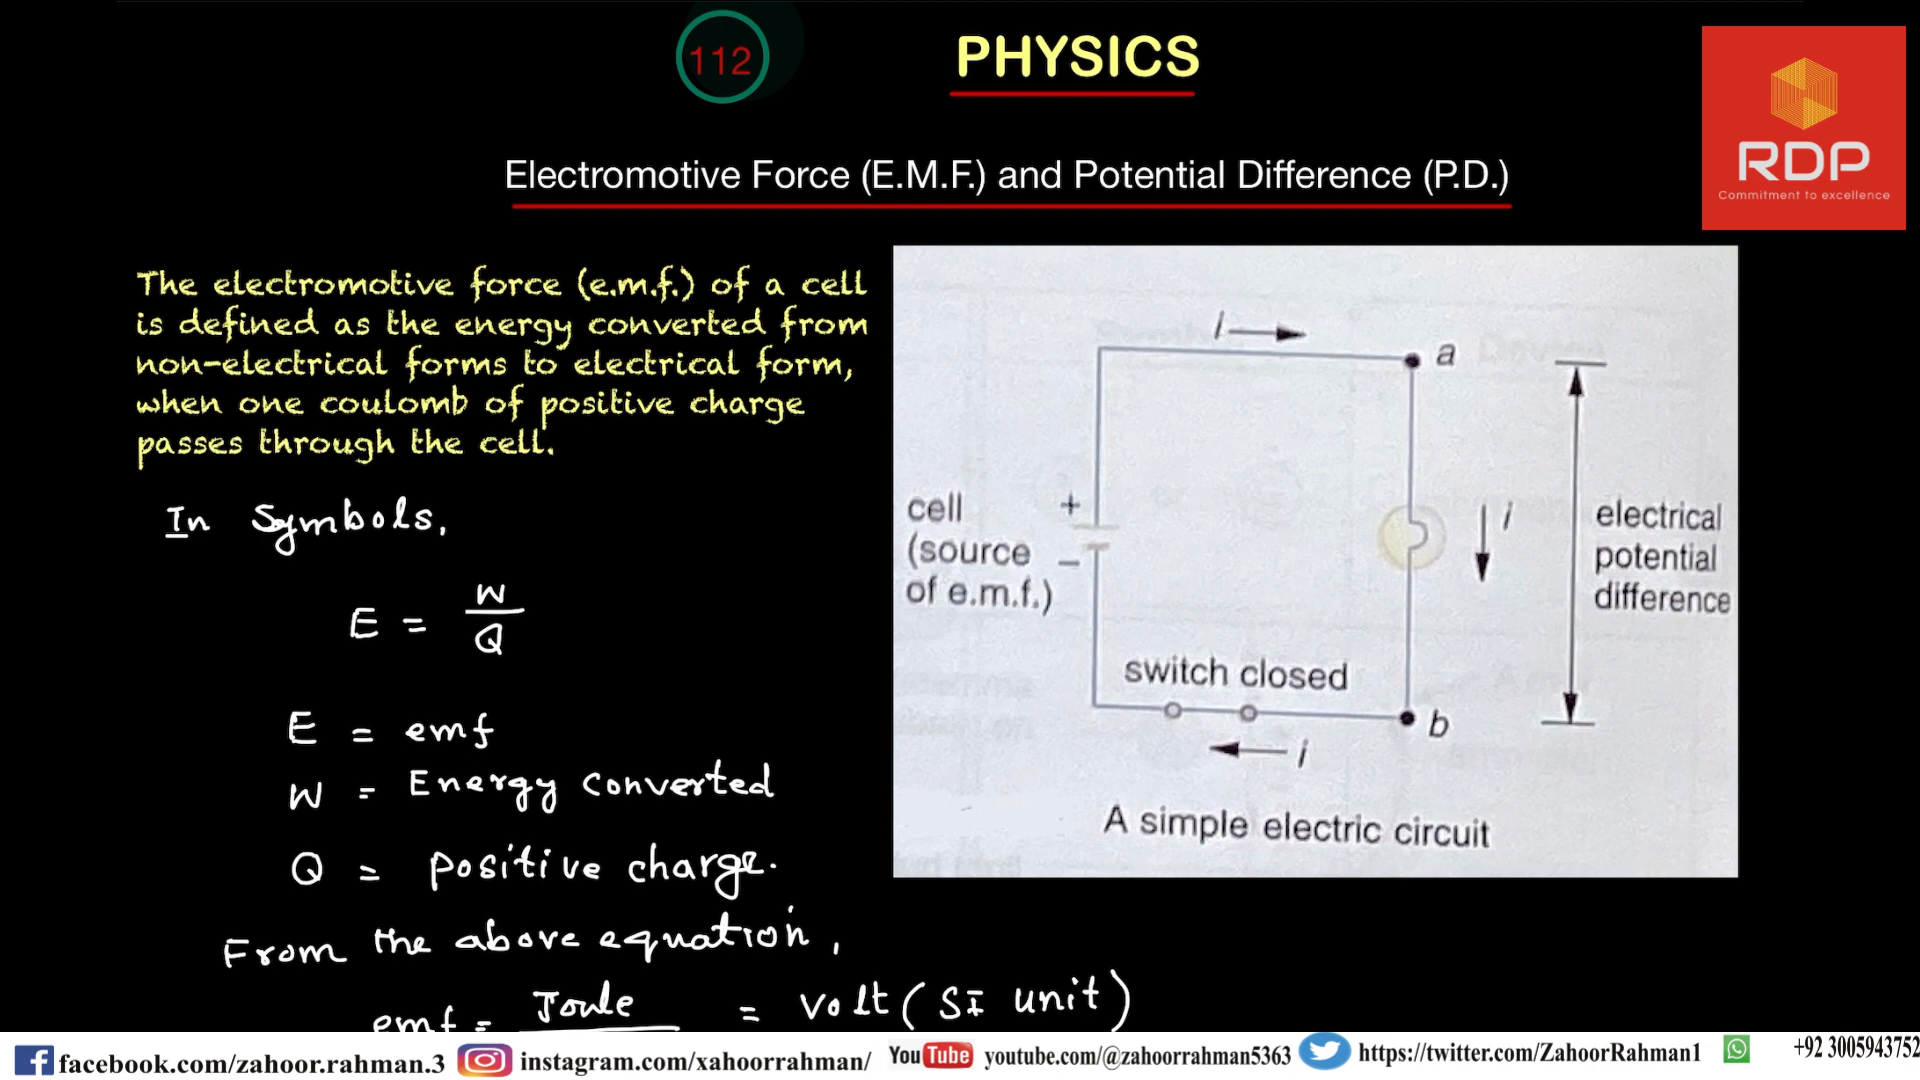 112
PHYSICS
RDP
Commitment to excellence
Electromotive Force (E.M.F.) and Potential Difference (P.D.)
The electromotive force (e.m.f.) of a cell
is defined as the energy converted from
non-electrical forms to electrical form,
when one coulomb of positive charge
passes through the cell.
In Symbols,
E = W
Q
E = emf
W = Energy converted
Q = positive charge.
From the above equation,
emf = Joule = volt (SI unit)
i
a
cell
(source
of e.m.f.)
+
−
i
electrical
potential
difference
switch closed
b
i
A simple electric circuit
facebook.com/zahoor.rahman.3 instagram.com/xahoorrahman/ YouTube youtube.com/@zahoorrahman5363 https://twitter.com/ZahoorRahman1 +92 3005943752